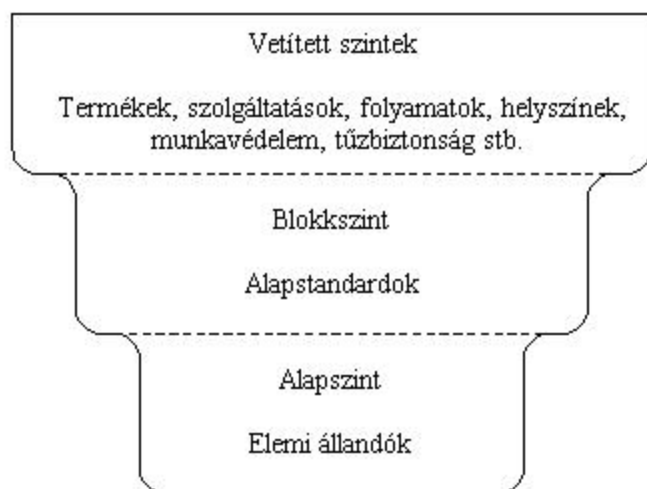 Vetített szintek
Termékek, szolgáltatások, folyamatok, helyszínek,
munkavédelem, tűzbiztonság stb.
Blokkszint
Alapstandardok
Alapszint
Elemi állandók